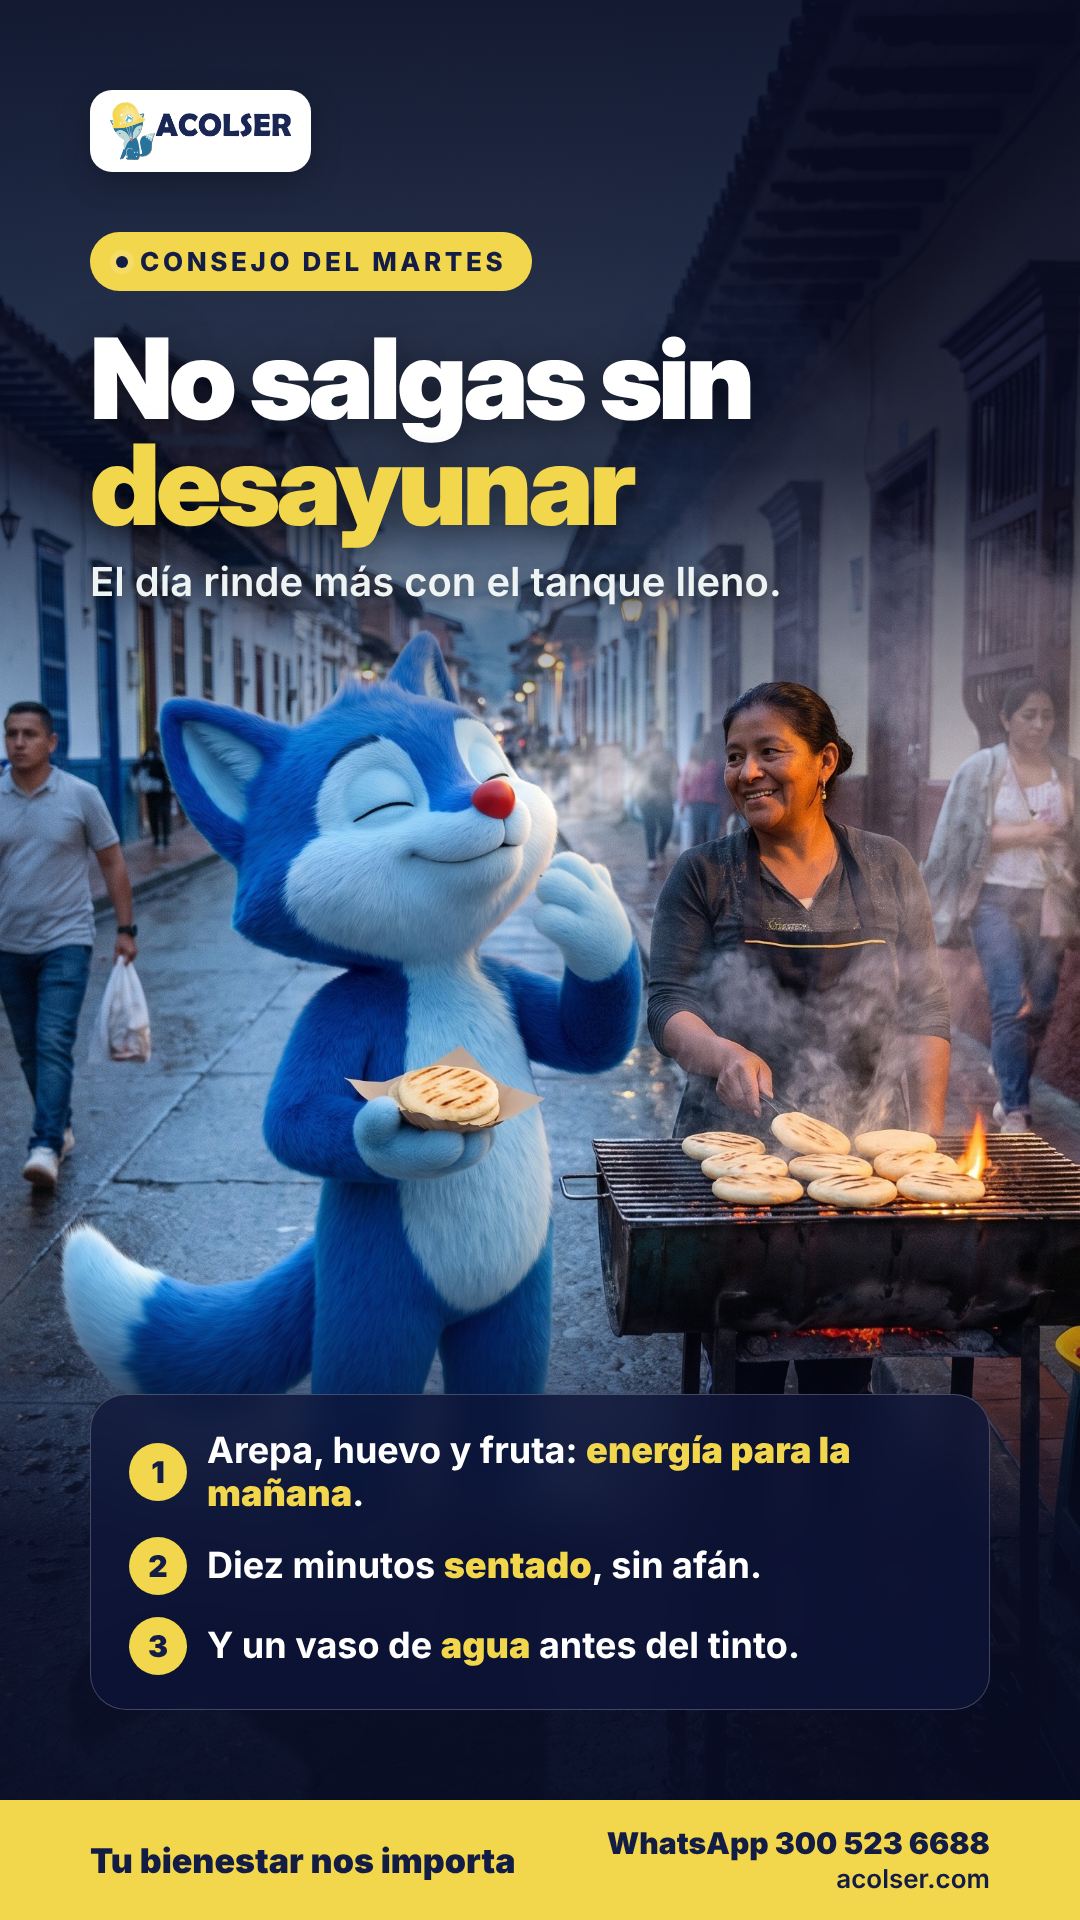 ACOLSER
CONSEJO DEL MARTES
No salgas sin
desayunar
El día rinde más con el tanque lleno.
1 Arepa, huevo y fruta: energía para la
mañana.
2 Diez minutos sentado, sin afán.
3 Y un vaso de agua antes del tinto.
Tu bienestar nos importa
WhatsApp 300 523 6688
acolser.com